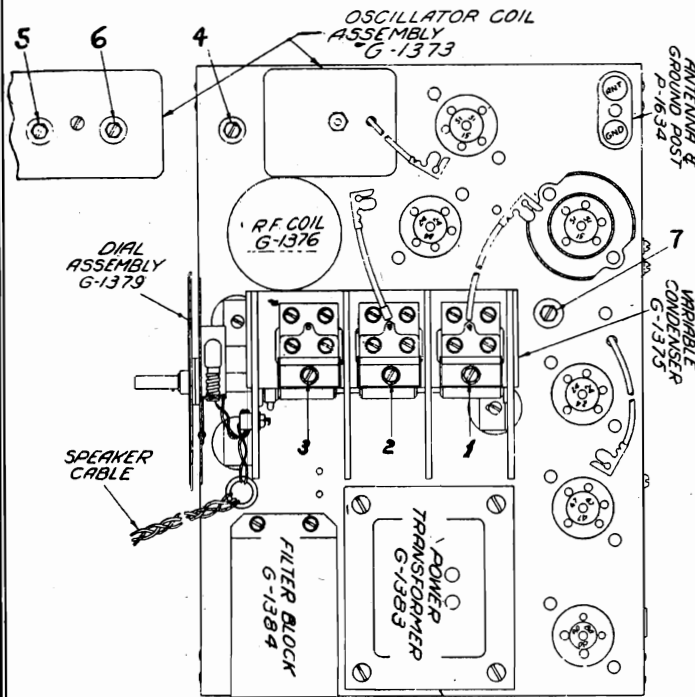 OSCILLATOR COIL
ASSEMBLY
G-1373
5
6
4
ANTENNA &
GROUND POST
P-1634
ANT
GND
R.F. COIL
G-1376
7
DIAL
ASSEMBLY
G-1379
VARIABLE
CONDENSER
G-1375
3
2
1
SPEAKER
CABLE
FILTER BLOCK
G-1384
POWER
TRANSFORMER
G-1383